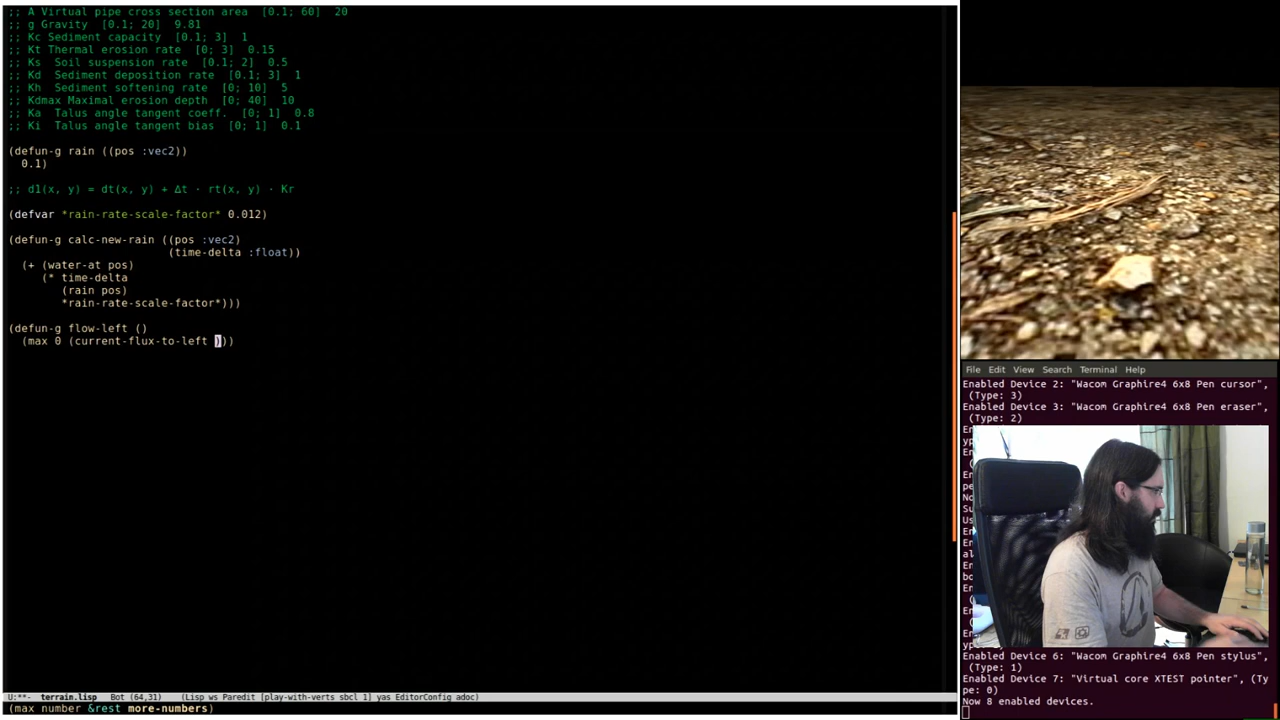 ;; A Virtual pipe cross section area  [0.1; 60]  20
;; g Gravity  [0.1; 20]  9.81
;; Kc Sediment capacity  [0.1; 3]  1
;; Kt Thermal erosion rate  [0; 3]  0.15
;; Ks  Soil suspension rate  [0.1; 2]  0.5
;; Kd  Sediment deposition rate  [0.1; 3]  1
;; Kh  Sediment softening rate  [0; 10]  5
;; Kdmax Maximal erosion depth  [0; 40]  10
;; Ka  Talus angle tangent coeff.  [0; 1]  0.8
;; Ki  Talus angle tangent bias  [0; 1]  0.1
(defun-g rain ((pos :vec2))
  0.1)
;; d1(x, y) = dt(x, y) + Δt · rt(x, y) · Kr
(defvar *rain-rate-scale-factor* 0.012)
(defun-g calc-new-rain ((pos :vec2)
                        (time-delta :float))
  (+ (water-at pos)
     (* time-delta
        (rain pos)
        *rain-rate-scale-factor*)))
(defun-g flow-left ()
  (max 0 (current-flux-to-left )))
U:**-  terrain.lisp   Bot (64,31)   (Lisp ws Paredit [play-with-verts sbcl 1] yas EditorConfig adoc)
(max number &rest more-numbers)
File  Edit  View  Search  Terminal  Help
Enabled Device 2: "Wacom Graphire4 6x8 Pen cursor",
 (Type: 3)
Enabled Device 3: "Wacom Graphire4 6x8 Pen eraser",
 (Type: 2)
Enabled Device 6: "Wacom Graphire4 6x8 Pen stylus",
 (Type: 1)
Enabled Device 7: "Virtual core XTEST pointer", (Ty
pe: 0)
Now 8 enabled devices.